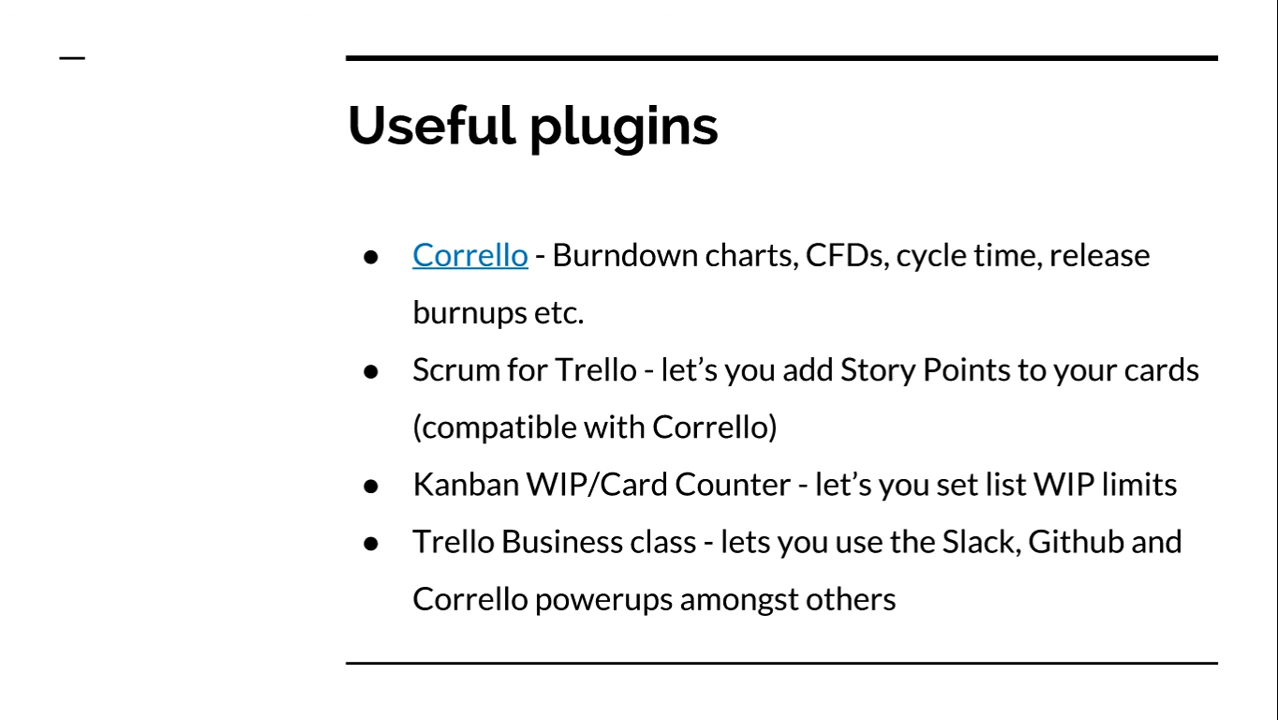 Useful plugins
● Corrello - Burndown charts, CFDs, cycle time, release
burnups etc.
● Scrum for Trello - let’s you add Story Points to your cards
(compatible with Corrello)
● Kanban WIP/Card Counter - let’s you set list WIP limits
● Trello Business class - lets you use the Slack, Github and
Corrello powerups amongst others